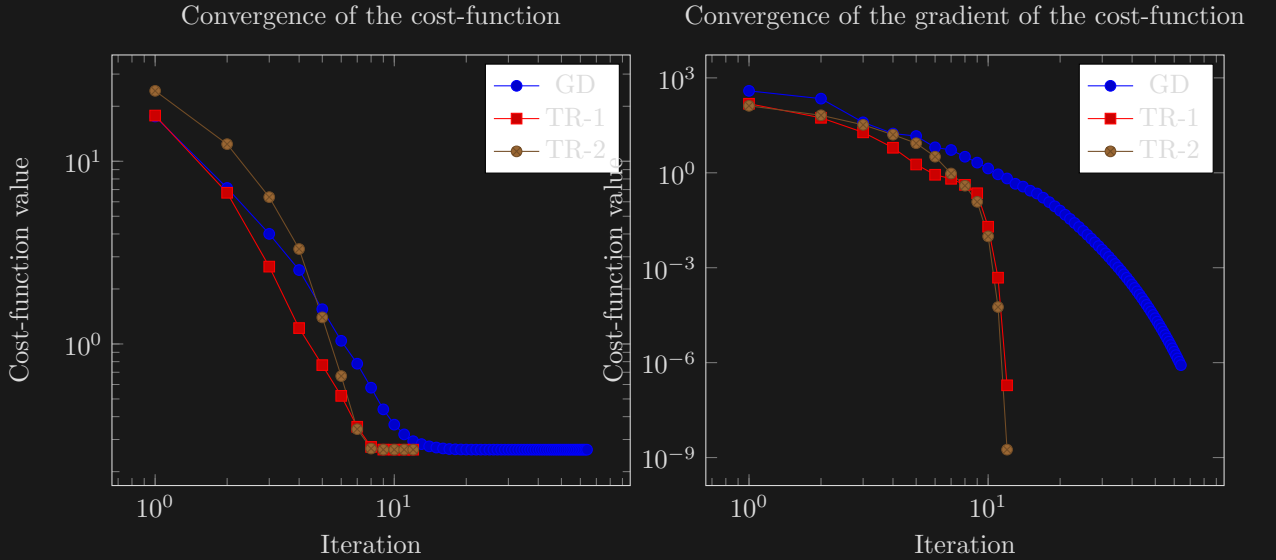 Convergence of the cost-function
Cost-function value
10^1
10^0
GD
TR-1
TR-2
10^0
10^1
Iteration
Convergence of the gradient of the cost-function
Cost-function value
10^3
10^0
10^−3
10^−6
10^−9
GD
TR-1
TR-2
10^0
10^1
Iteration